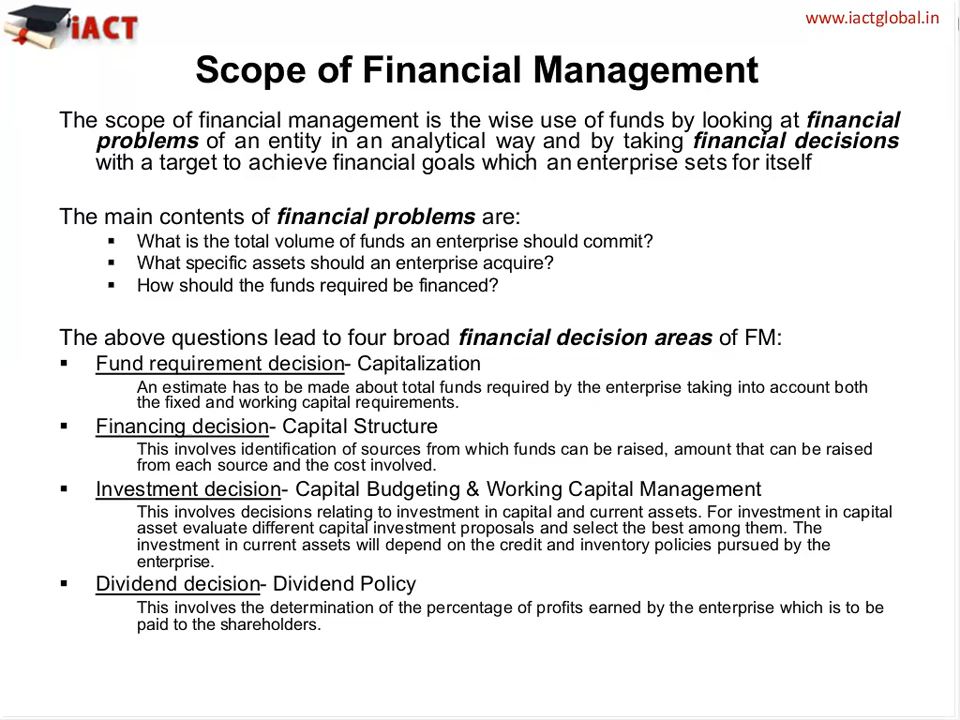 iACT
www.iactglobal.in
Scope of Financial Management
The scope of financial management is the wise use of funds by looking at financial
problems of an entity in an analytical way and by taking financial decisions
with a target to achieve financial goals which an enterprise sets for itself
The main contents of financial problems are:
▪ What is the total volume of funds an enterprise should commit?
▪ What specific assets should an enterprise acquire?
▪ How should the funds required be financed?
The above questions lead to four broad financial decision areas of FM:
▪ Fund requirement decision- Capitalization
An estimate has to be made about total funds required by the enterprise taking into account both
the fixed and working capital requirements.
▪ Financing decision- Capital Structure
This involves identification of sources from which funds can be raised, amount that can be raised
from each source and the cost involved.
▪ Investment decision- Capital Budgeting & Working Capital Management
This involves decisions relating to investment in capital and current assets. For investment in capital
asset evaluate different capital investment proposals and select the best among them. The
investment in current assets will depend on the credit and inventory policies pursued by the
enterprise.
▪ Dividend decision- Dividend Policy
This involves the determination of the percentage of profits earned by the enterprise which is to be
paid to the shareholders.